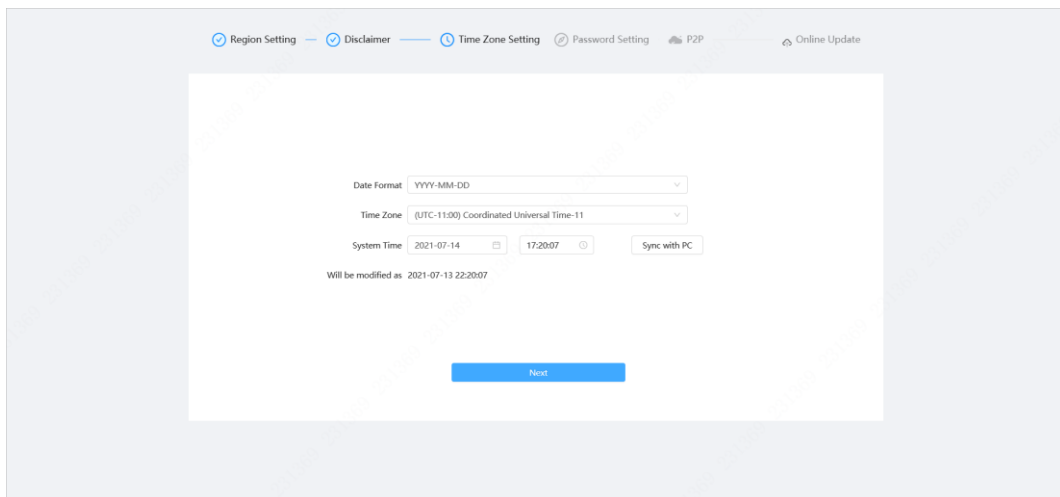 Region Setting Disclaimer Time Zone Setting Password Setting P2P Online Update
Date Format YYYY-MM-DD
Time Zone (UTC-11:00) Coordinated Universal Time-11
System Time 2021-07-14 17:20:07 Sync with PC
Will be modified as 2021-07-13 22:20:07
Next